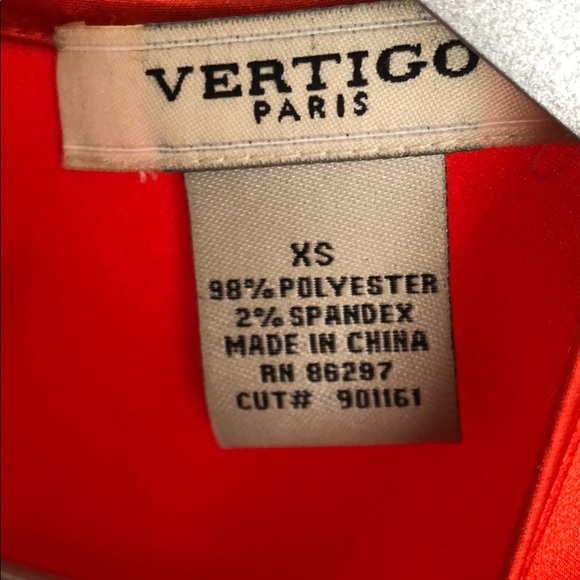 VERTIGO
PARIS
XS
98% POLYESTER
2% SPANDEX
MADE IN CHINA
RN 86297
CUT# 901161